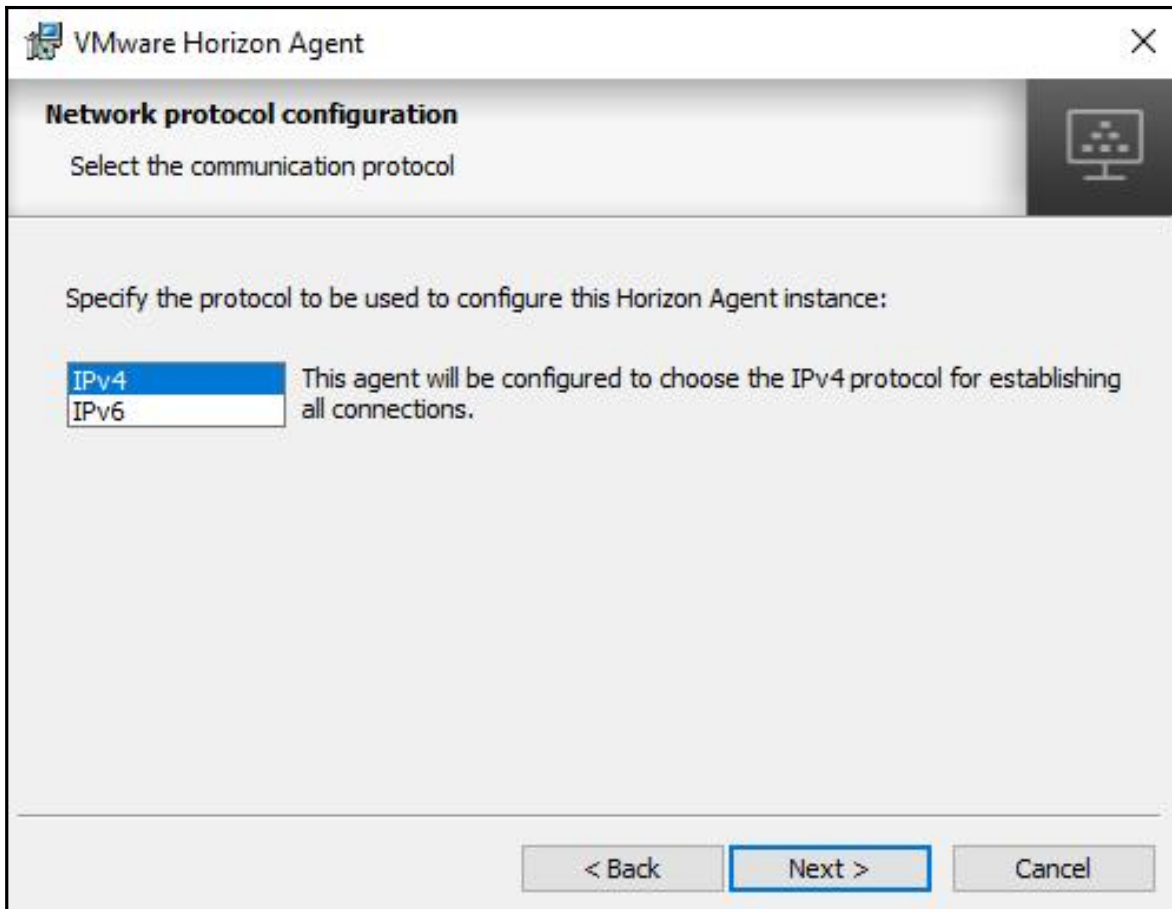 VMware Horizon Agent
Network protocol configuration
Select the communication protocol
Specify the protocol to be used to configure this Horizon Agent instance:
IPv4
IPv6
This agent will be configured to choose the IPv4 protocol for establishing
all connections.
< Back
Next >
Cancel